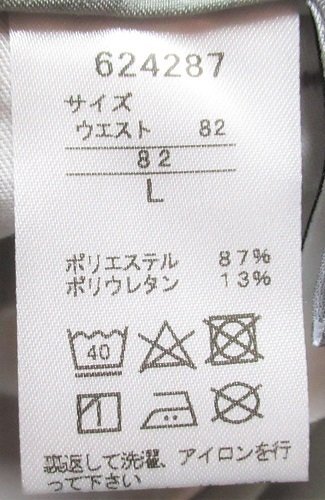 624287
サイズ
ウエスト 82
82
L
ポリエステル 87%
ポリウレタン 13%
40
裏返して洗濯、アイロンを行
って下さい